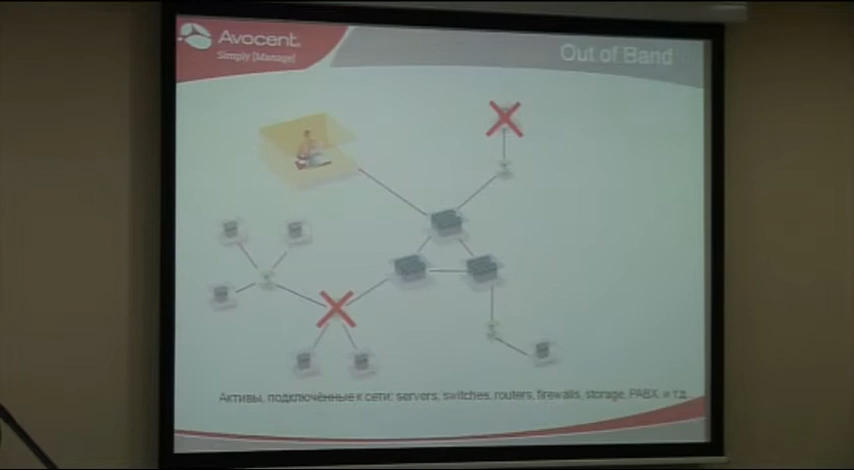 Avocent
Simply [Manage]
Out of Band
Активы, подключённые к сети: servers, switches, routers, firewalls, storage, PABX, и т.д.